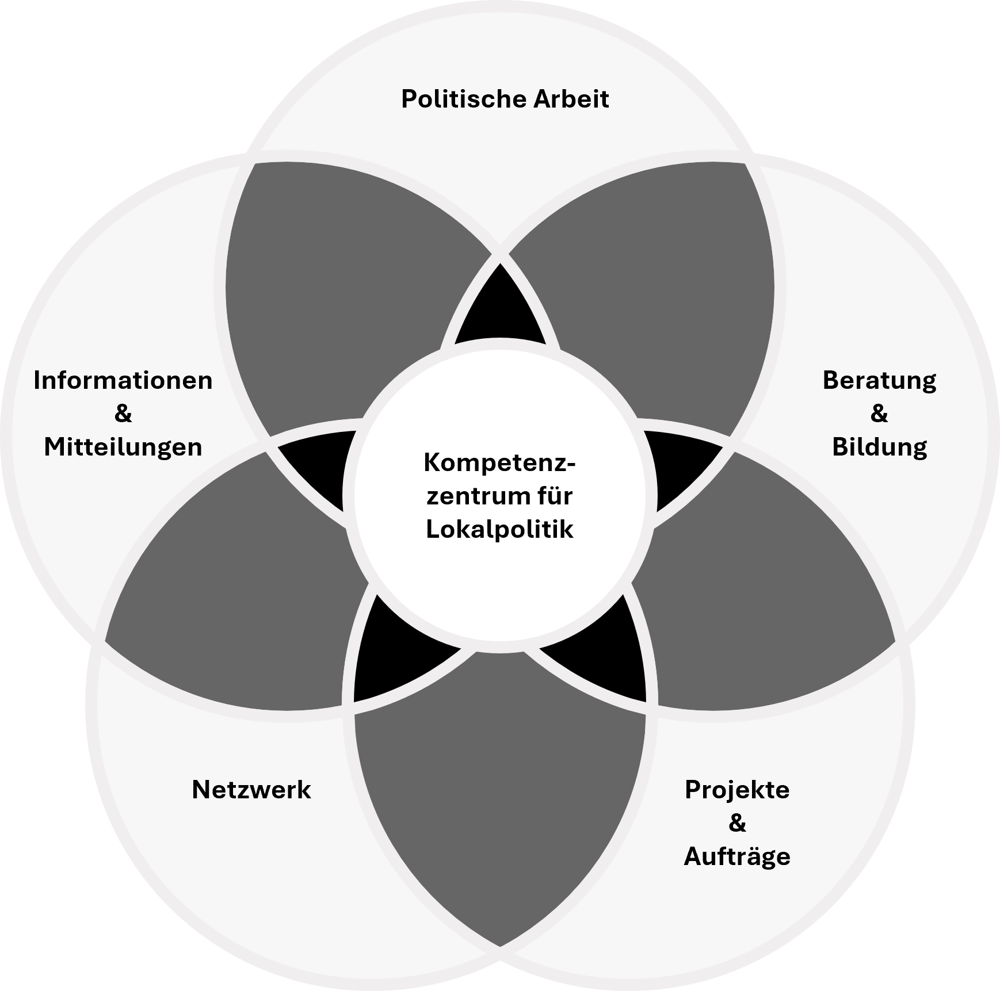 Politische Arbeit
Informationen
&
Mitteilungen
Beratung
&
Bildung
Kompetenz-
zentrum für
Lokalpolitik
Netzwerk
Projekte
&
Aufträge